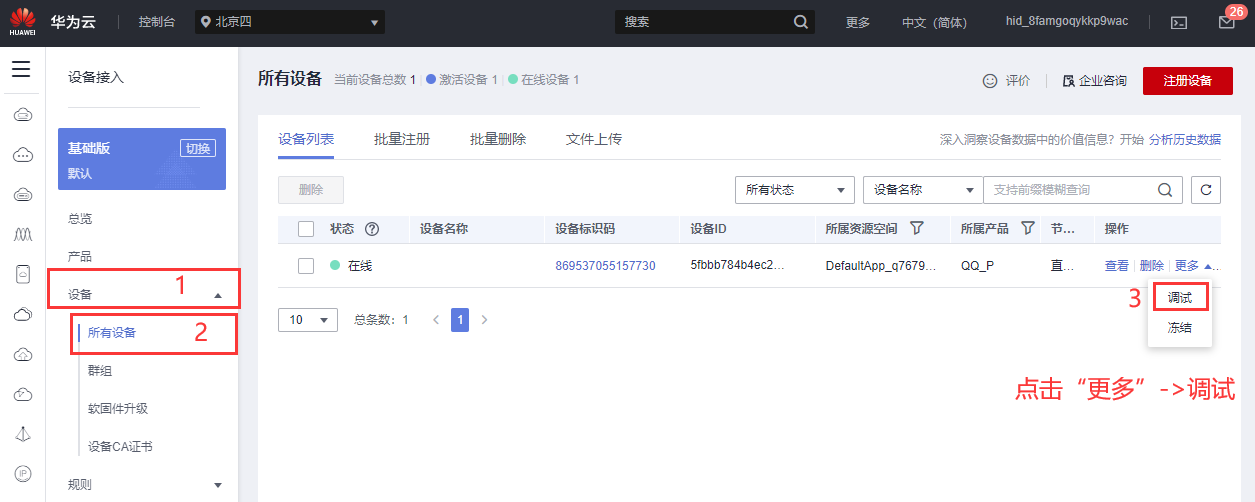 HUAWEI 华为云 控制台 北京四 搜索 更多 中文（简体） hid_8famgoqykkp9wac 26
设备接入
基础版 切换
默认
总览
产品
设备 1
所有设备 2
群组
软固件升级
设备CA证书
规则
所有设备 当前设备总数 1 激活设备 1 在线设备 1 评价 企业咨询 注册设备
设备列表 批量注册 批量删除 文件上传 深入洞察设备数据中的价值信息？开始 分析历史数据
删除 所有状态 设备名称 支持前缀模糊查询
状态 设备名称 设备标识码 设备ID 所属资源空间 所属产品 节... 操作
在线 869537055157730 5fbbb784b4ec2... DefaultApp_q7679... QQ_P 直... 查看 删除 更多 ...
3 调试
冻结
10 总条数：1 < 1 >
点击“更多”->调试
IP